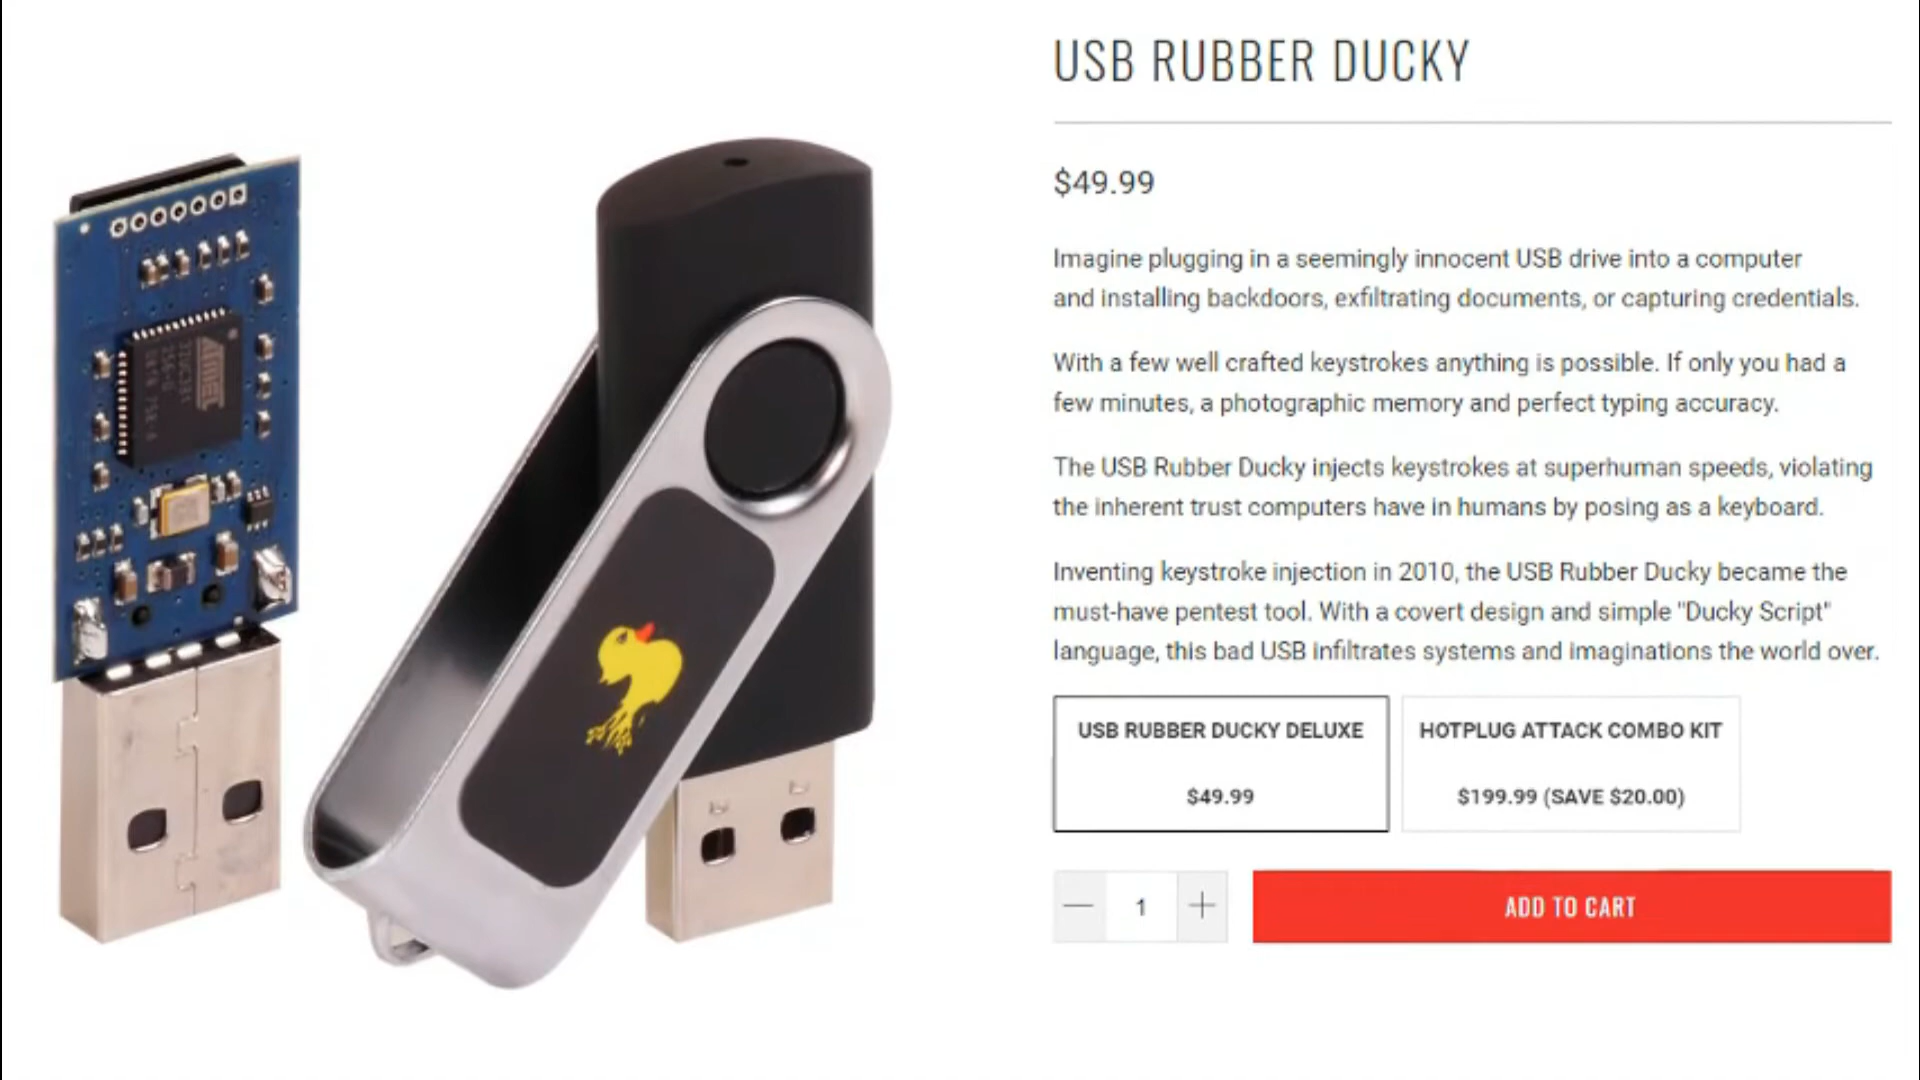 USB RUBBER DUCKY
$49.99
Imagine plugging in a seemingly innocent USB drive into a computer
and installing backdoors, exfiltrating documents, or capturing credentials.
With a few well crafted keystrokes anything is possible. If only you had a
few minutes, a photographic memory and perfect typing accuracy.
The USB Rubber Ducky injects keystrokes at superhuman speeds, violating
the inherent trust computers have in humans by posing as a keyboard.
Inventing keystroke injection in 2010, the USB Rubber Ducky became the
must-have pentest tool. With a covert design and simple "Ducky Script"
language, this bad USB infiltrates systems and imaginations the world over.
USB RUBBER DUCKY DELUXE
$49.99
HOTPLUG ATTACK COMBO KIT
$199.99 (SAVE $20.00)
— 1 +
ADD TO CART
ATMEL